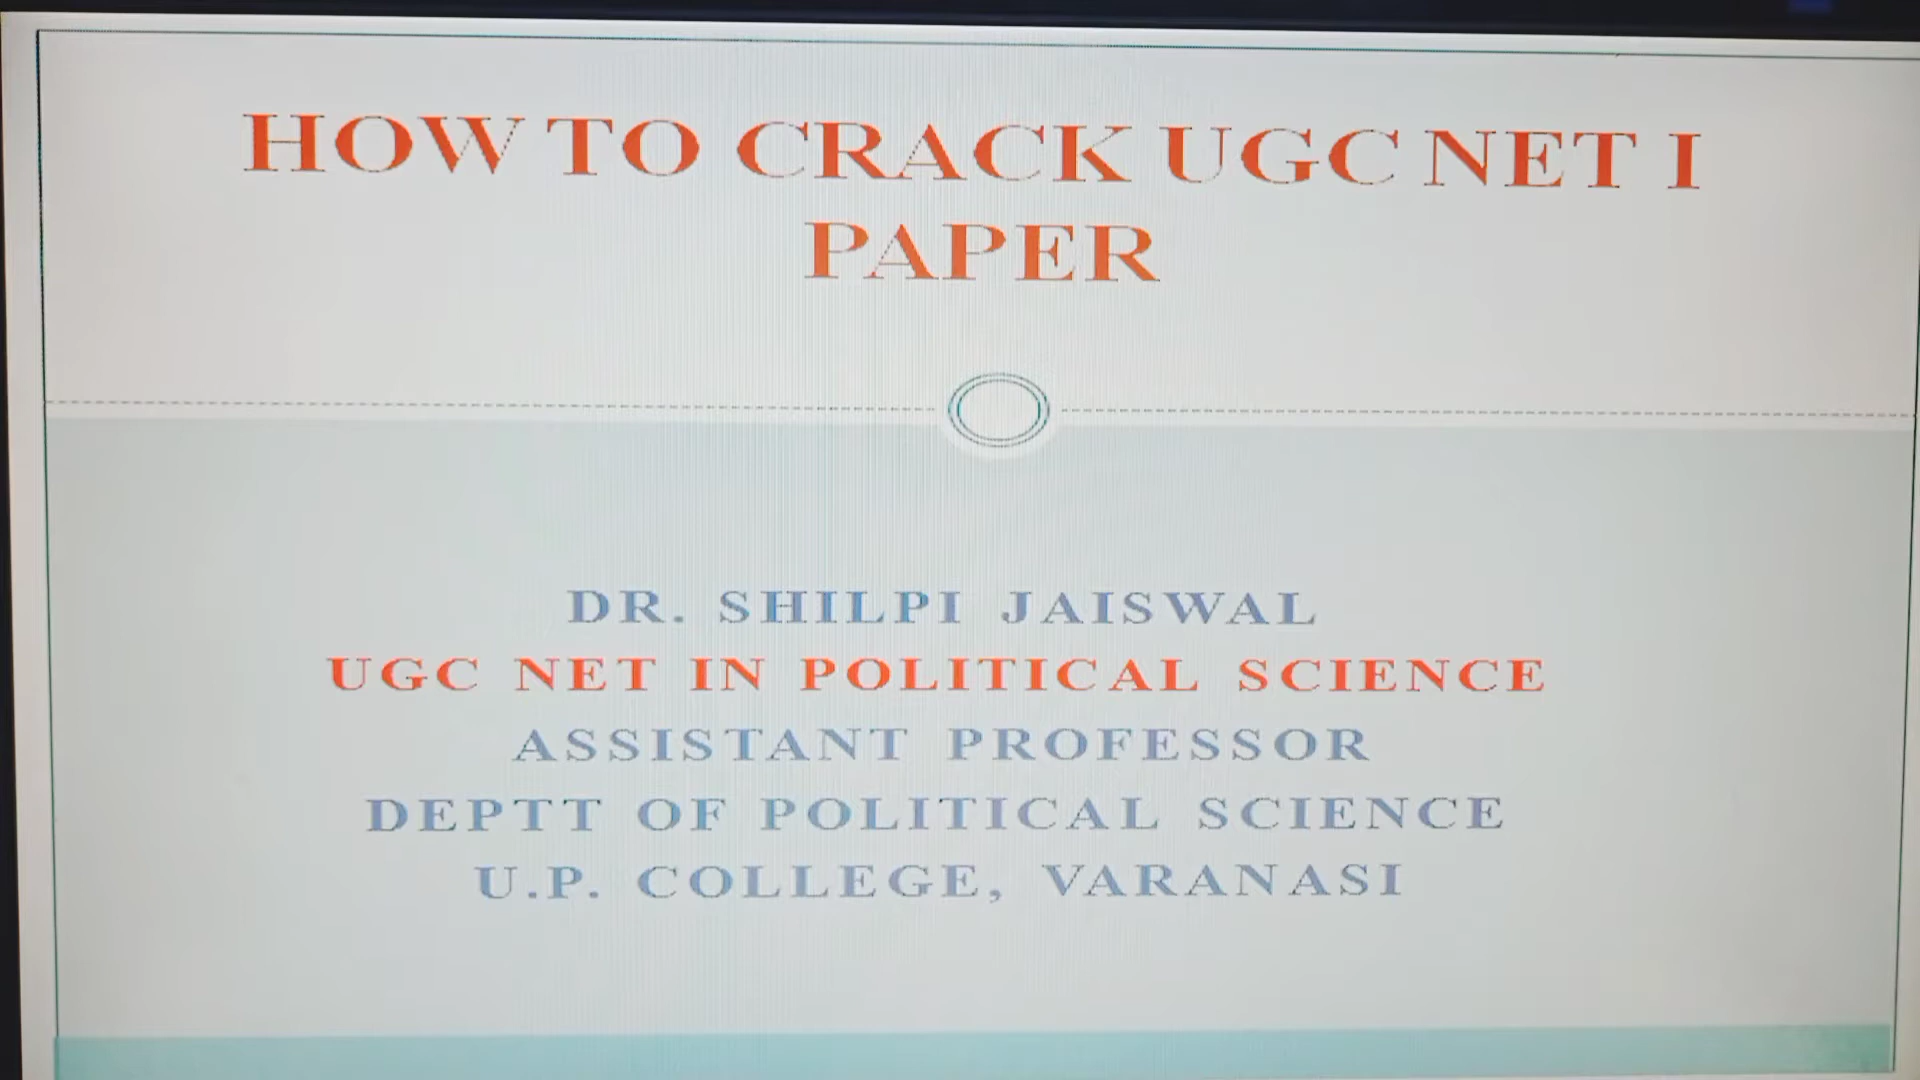 HOW TO CRACK UGC NET I
PAPER
DR. SHILPI JAISWAL
UGC NET IN POLITICAL SCIENCE
ASSISTANT PROFESSOR
DEPTT OF POLITICAL SCIENCE
U.P. COLLEGE, VARANASI